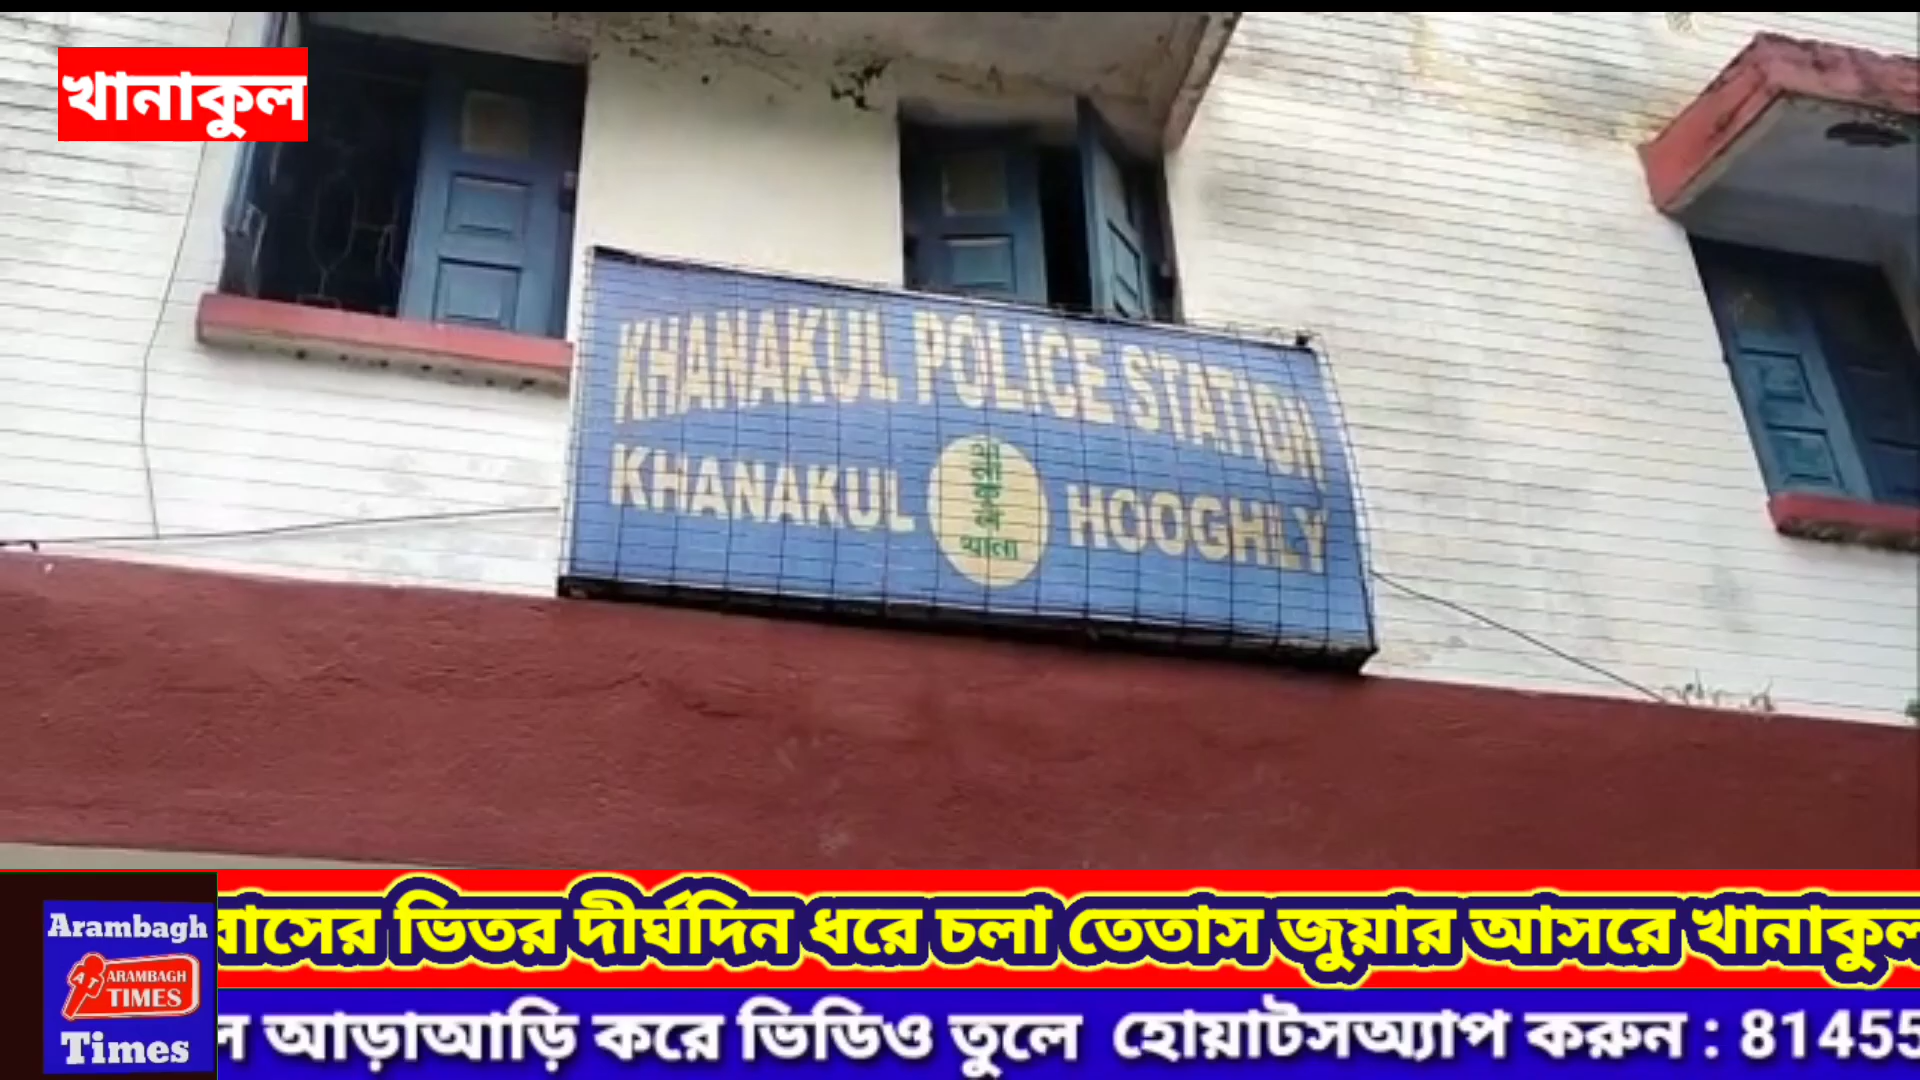 খানাকুল
KHANAKUL POLICE STATION
KHANAKUL
খানাকুল
থানা
HOOGHLY
Arambagh
ARAMBAGH
TIMES
Times
বাসের ভিতর দীর্ঘদিন ধরে চলা তেতাস জুয়ার আসরে খানাকুল
ল আড়াআড়ি করে ভিডিও তুলে হোয়াটসঅ্যাপ করুন : 81455